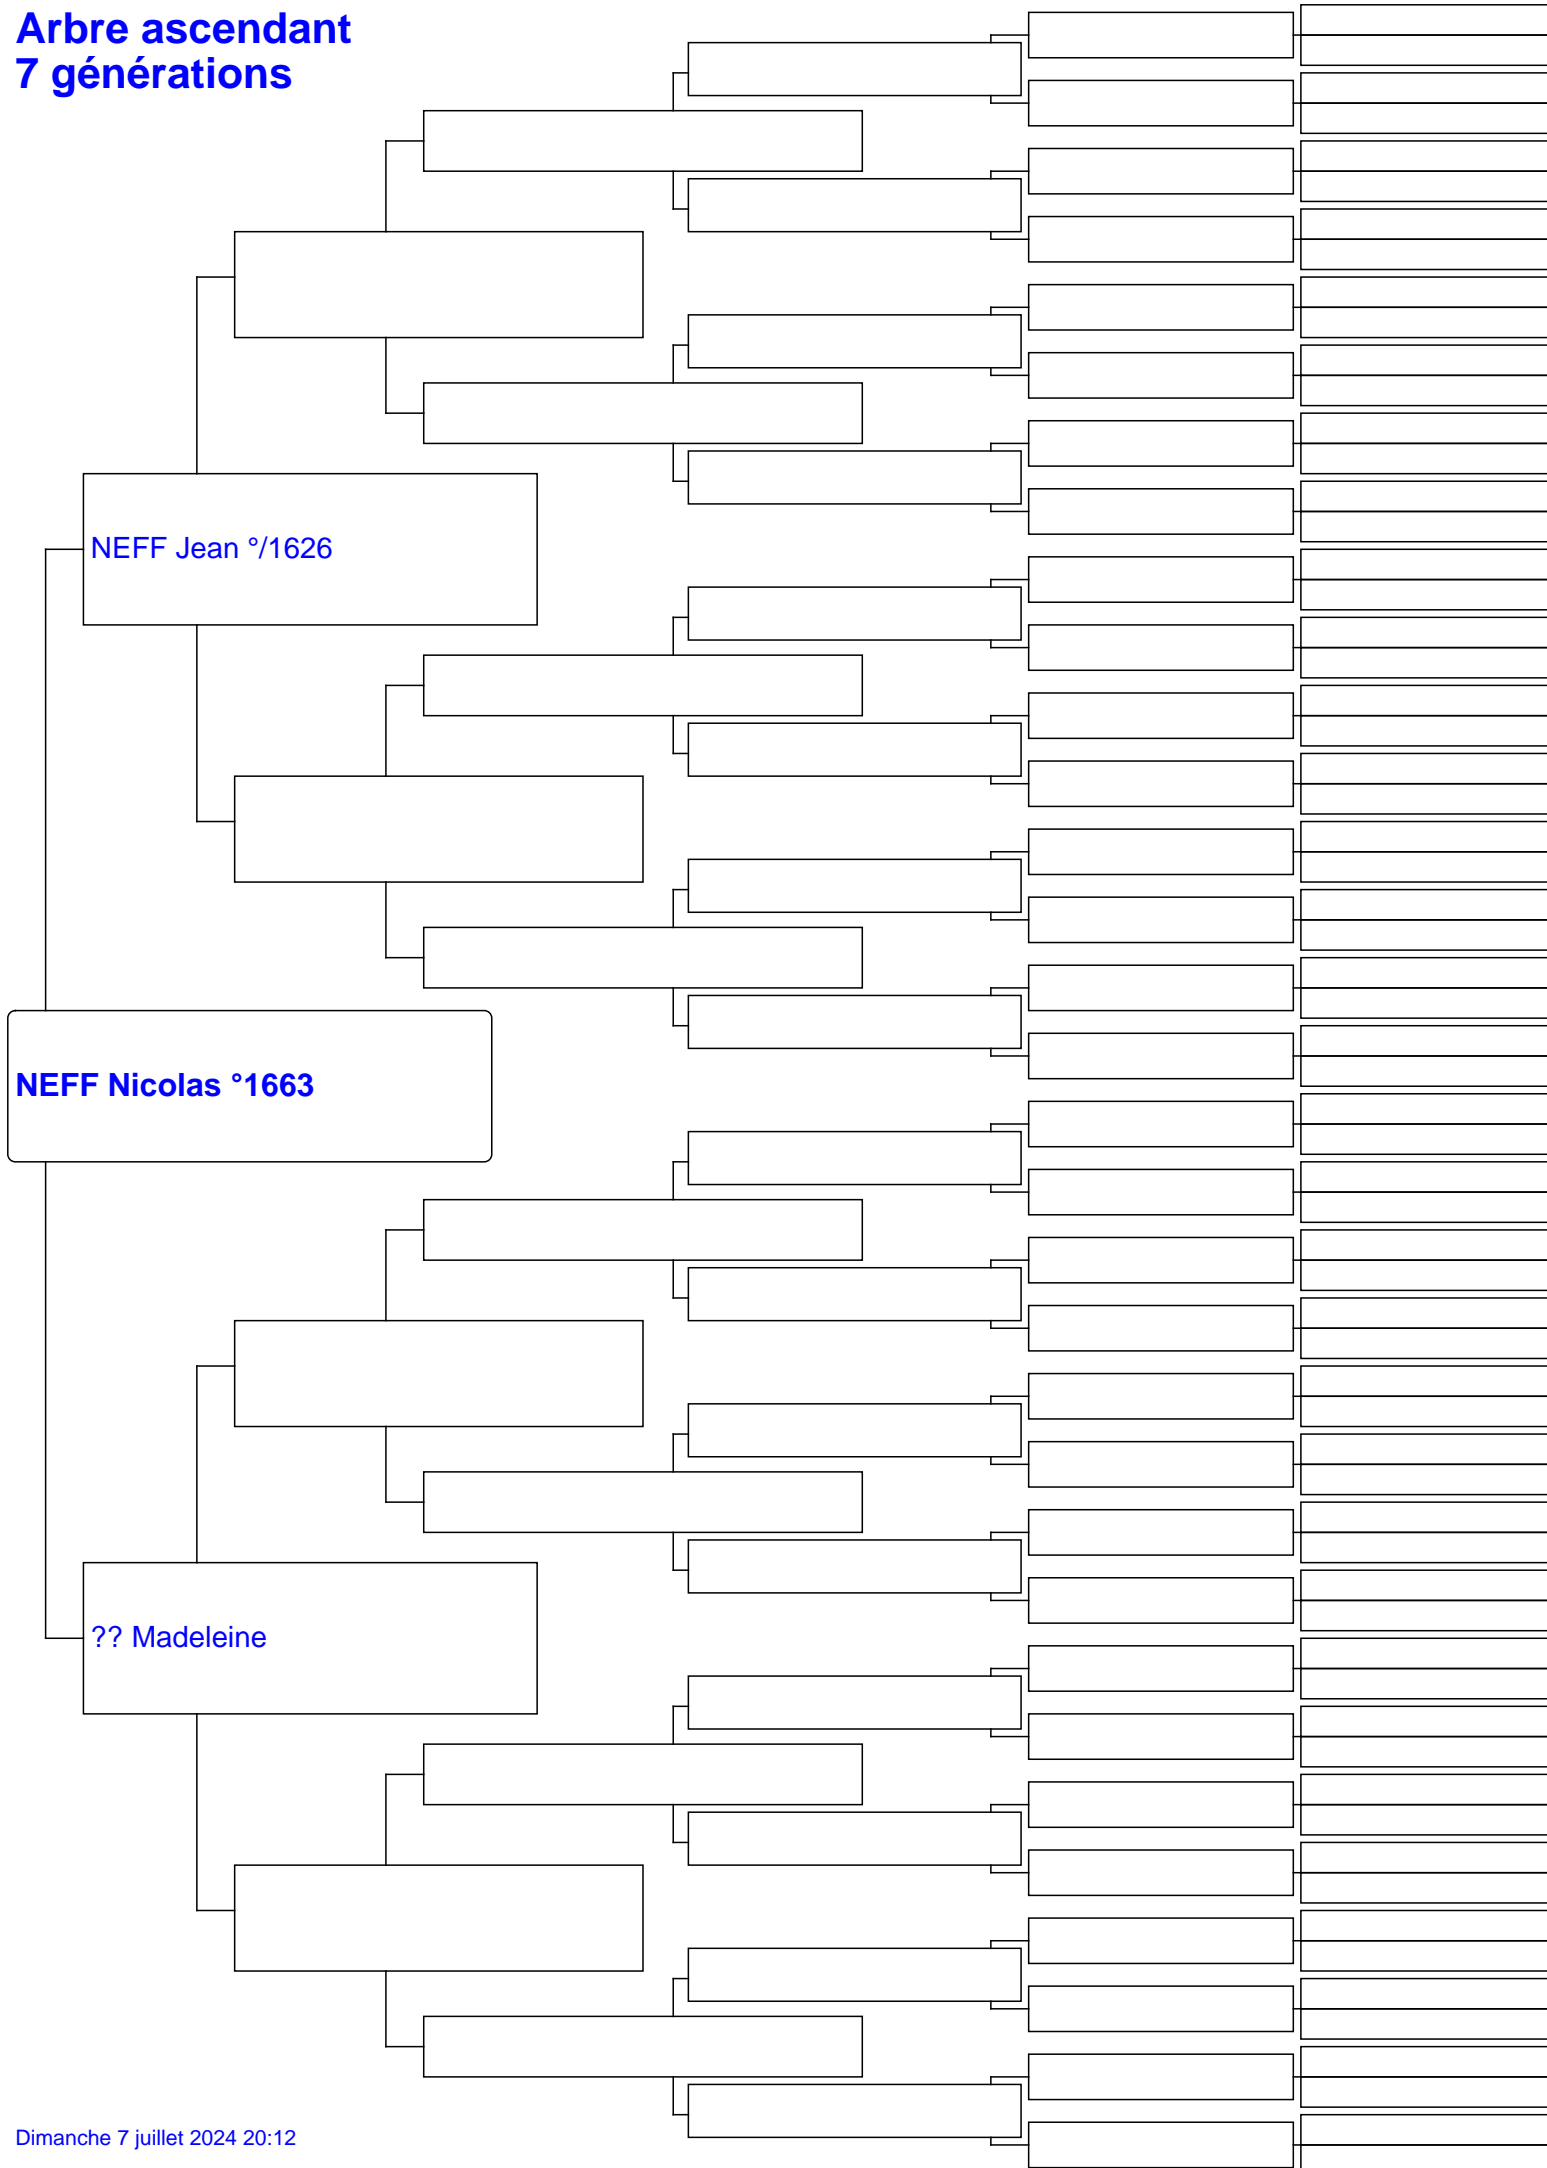 Arbre ascendant
7 générations
NEFF Jean °/1626
NEFF Nicolas °1663
?? Madeleine
Dimanche 7 juillet 2024 20:12